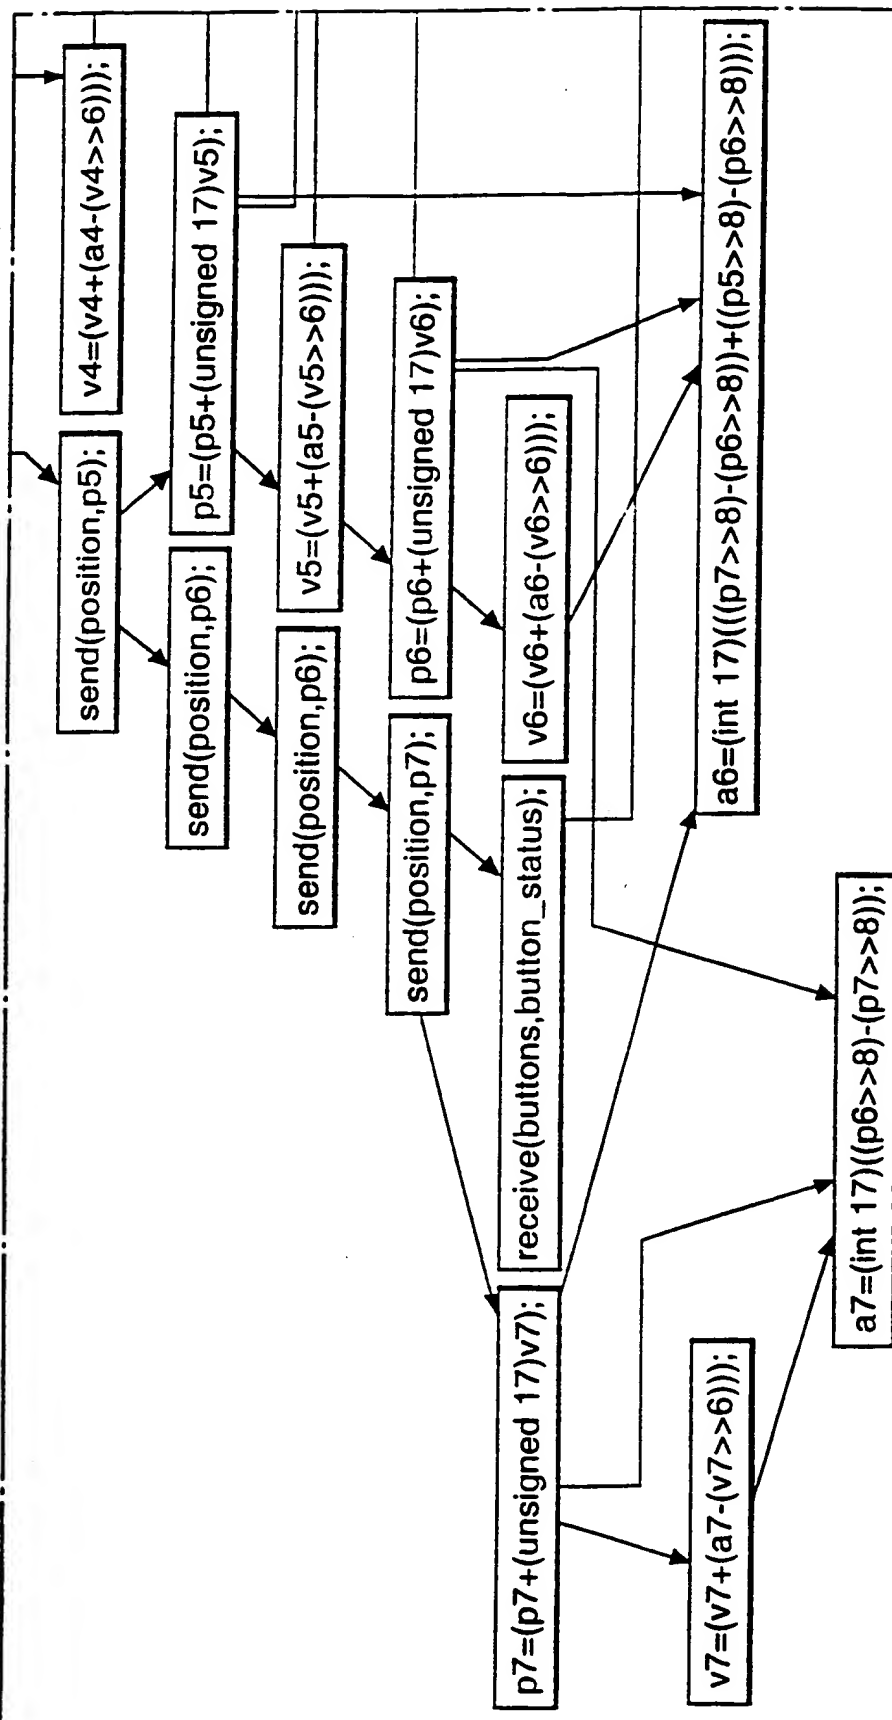 v4=(v4+(a4-(v4>>6)));
send(position,p5);
p5=(p5+(unsigned 17)v5);
send(position,p6);
v5=(v5+(a5-(v5>>6)));
send(position,p6);
p6=(p6+(unsigned 17)v6);
send(position,p7);
v6=(v6+(a6-(v6>>6)));
receive(buttons,button_status);
p7=(p7+(unsigned 17)v7);
a6=(int 17)(((p7>>8)-(p6>>8))+((p5>>8)-(p6>>8)));
v7=(v7+(a7-(v7>>6)));
a7=(int 17)((p6>>8)-(p7>>8));